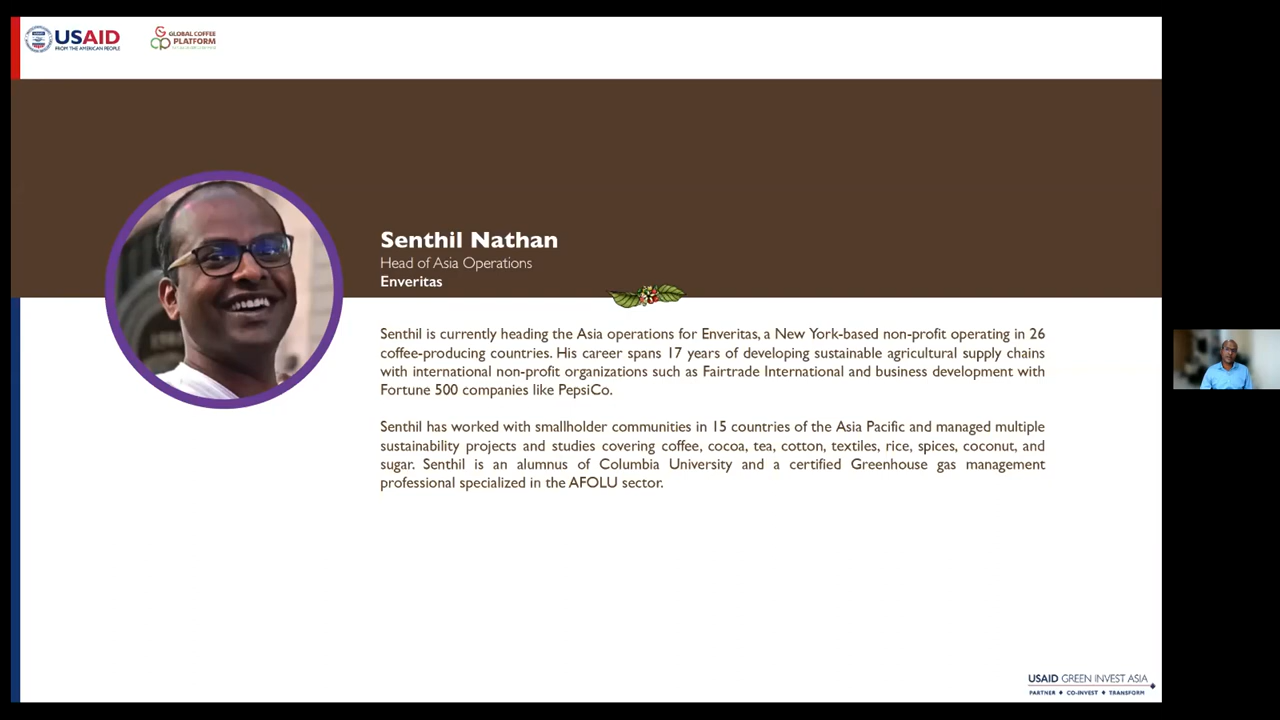 USAID
FROM THE AMERICAN PEOPLE
GLOBAL COFFEE
PLATFORM
Senthil Nathan
Head of Asia Operations
Enveritas
Senthil is currently heading the Asia operations for Enveritas, a New York-based non-profit operating in 26
coffee-producing countries. His career spans 17 years of developing sustainable agricultural supply chains
with international non-profit organizations such as Fairtrade International and business development with
Fortune 500 companies like PepsiCo.
Senthil has worked with smallholder communities in 15 countries of the Asia Pacific and managed multiple
sustainability projects and studies covering coffee, cocoa, tea, cotton, textiles, rice, spices, coconut, and
sugar. Senthil is an alumnus of Columbia University and a certified Greenhouse gas management
professional specialized in the AFOLU sector.
USAID GREEN INVEST ASIA
PARTNER ♦ CO-INVEST ♦ TRANSFORM